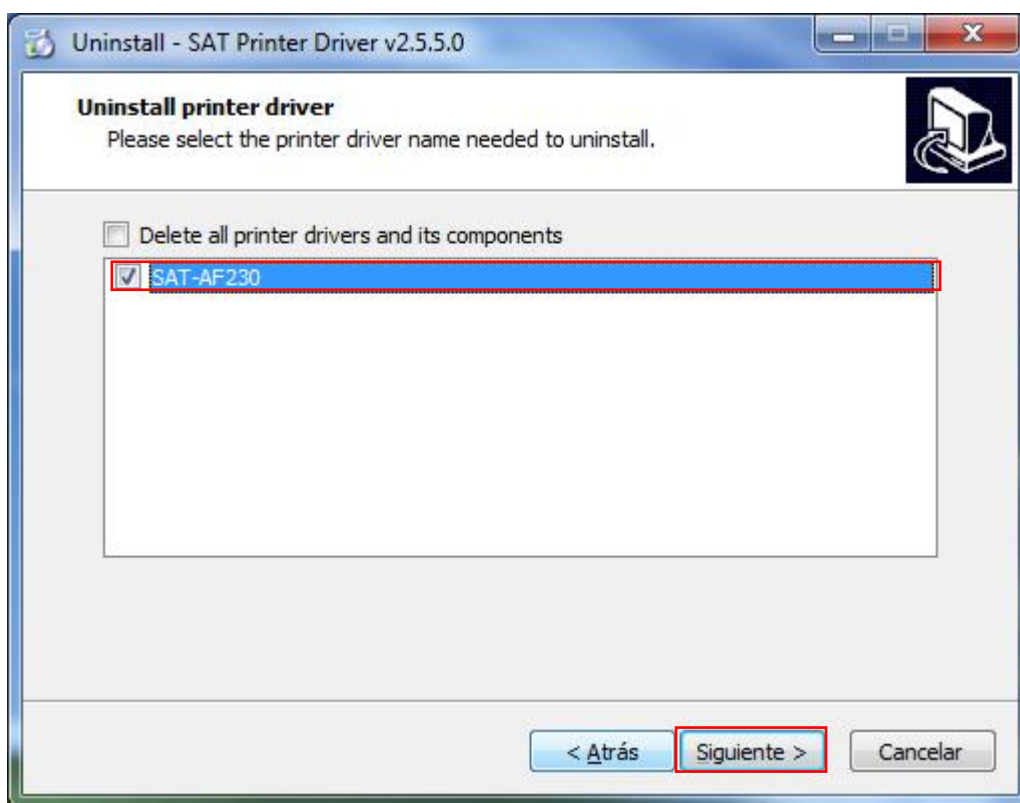 Uninstall - SAT Printer Driver v2.5.5.0
Uninstall printer driver
Please select the printer driver name needed to uninstall.
Delete all printer drivers and its components
SAT-AF230
< Atrás Siguiente > Cancelar